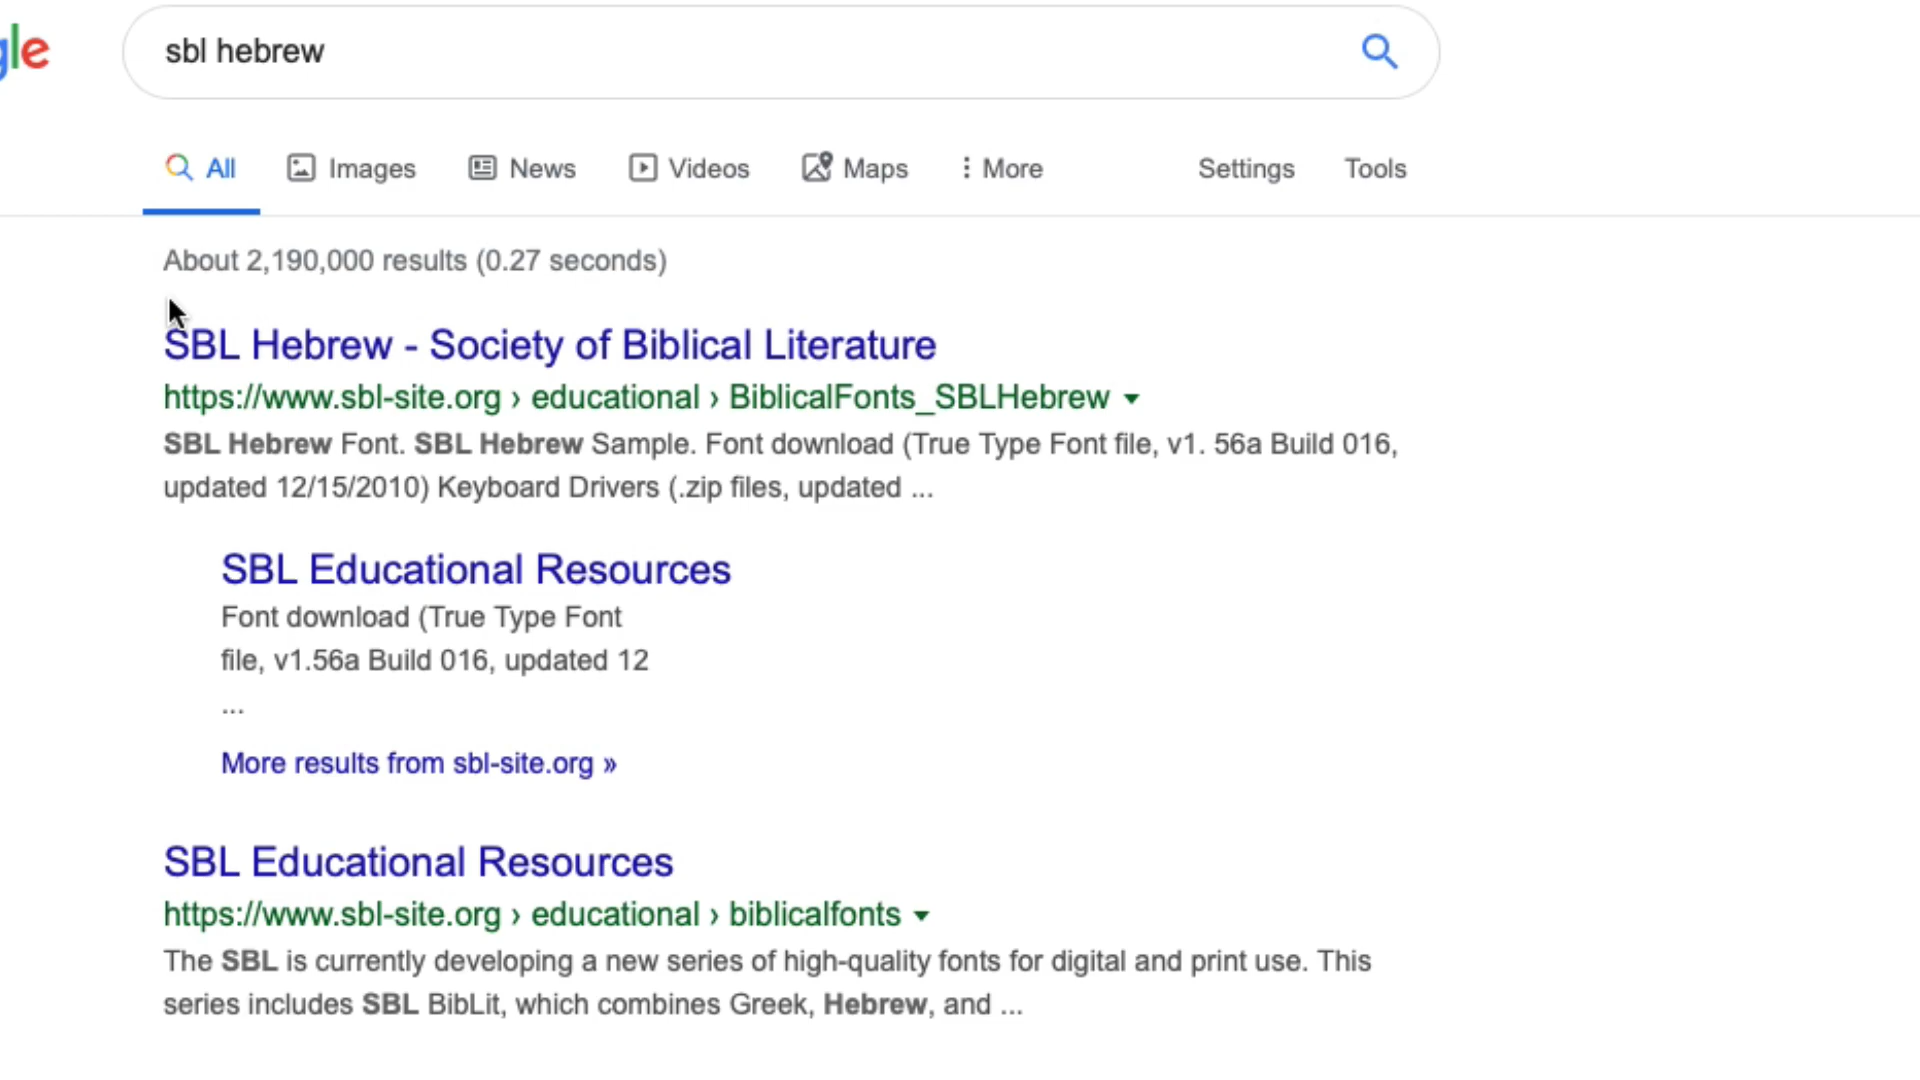 gle
sbl hebrew
All Images News Videos Maps More Settings Tools
About 2,190,000 results (0.27 seconds)
SBL Hebrew - Society of Biblical Literature
https://www.sbl-site.org › educational › BiblicalFonts_SBLHebrew
SBL Hebrew Font. SBL Hebrew Sample. Font download (True Type Font file, v1. 56a Build 016,
updated 12/15/2010) Keyboard Drivers (.zip files, updated ...
SBL Educational Resources
Font download (True Type Font
file, v1.56a Build 016, updated 12
...
More results from sbl-site.org »
SBL Educational Resources
https://www.sbl-site.org › educational › biblicalfonts
The SBL is currently developing a new series of high-quality fonts for digital and print use. This
series includes SBL BibLit, which combines Greek, Hebrew, and ...